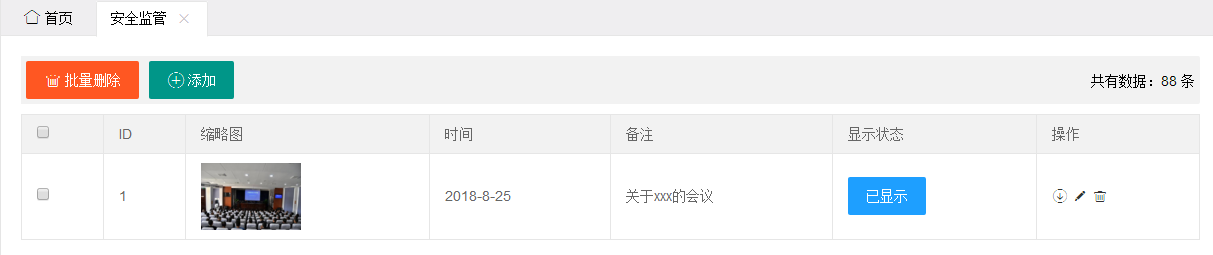 首页 安全监管
批量删除 添加 共有数据：88 条
ID 缩略图 时间 备注 显示状态 操作
1 2018-8-25 关于xxx的会议 已显示